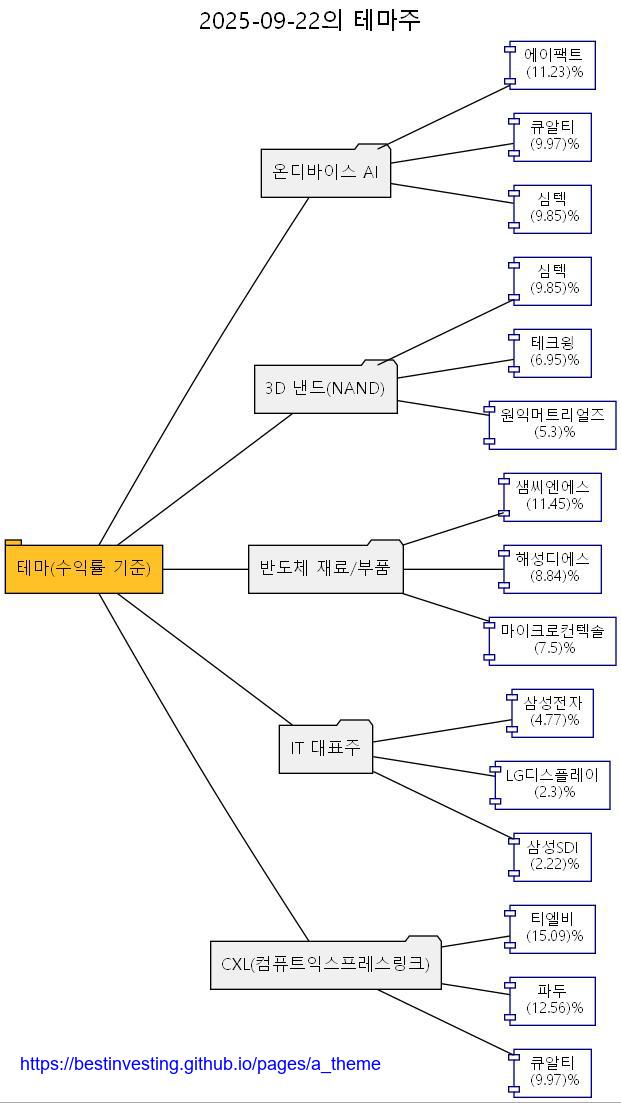 2025-09-22의 테마주
테마(수익률 기준)
온디바이스 AI
에이팩트
(11.23)%
큐알티
(9.97)%
심텍
(9.85)%
3D 낸드(NAND)
심텍
(9.85)%
테크윙
(6.95)%
원익머트리얼즈
(5.3)%
반도체 재료/부품
샘씨엔에스
(11.45)%
해성디에스
(8.84)%
마이크로컨텍솔
(7.5)%
IT 대표주
삼성전자
(4.77)%
LG디스플레이
(2.3)%
삼성SDI
(2.22)%
CXL(컴퓨트익스프레스링크)
티엘비
(15.09)%
파두
(12.56)%
큐알티
(9.97)%
https://bestinvesting.github.io/pages/a_theme